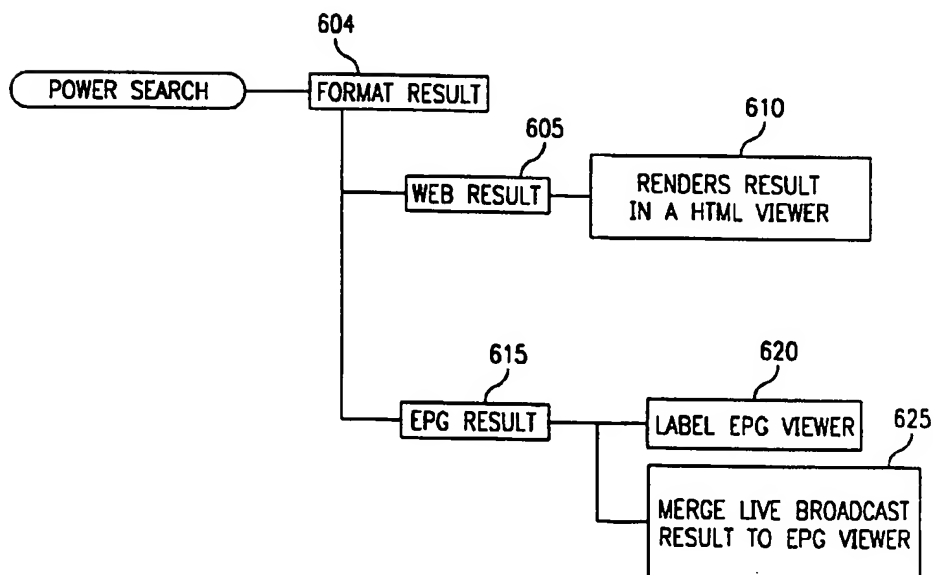 604
POWER SEARCH
FORMAT RESULT
605
610
WEB RESULT
RENDERS RESULT
IN A HTML VIEWER
615
620
625
EPG RESULT
LABEL EPG VIEWER
MERGE LIVE BROADCAST
RESULT TO EPG VIEWER